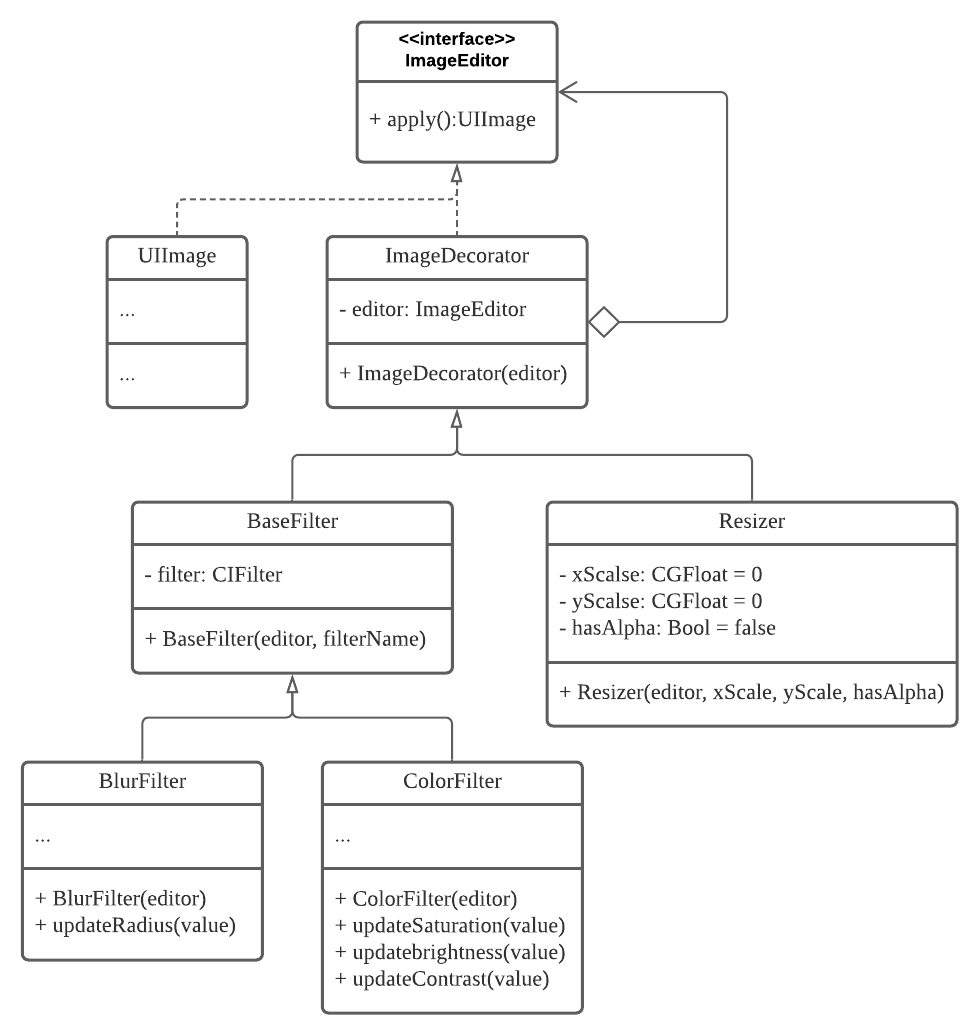 <<interface>>
ImageEditor
+ apply():UIImage
UIImage
...
...
ImageDecorator
- editor: ImageEditor
+ ImageDecorator(editor)
BaseFilter
- filter: CIFilter
+ BaseFilter(editor, filterName)
Resizer
- xScalse: CGFloat = 0
- yScalse: CGFloat = 0
- hasAlpha: Bool = false
+ Resizer(editor, xScale, yScale, hasAlpha)
BlurFilter
...
+ BlurFilter(editor)
+ updateRadius(value)
ColorFilter
...
+ ColorFilter(editor)
+ updateSaturation(value)
+ updatebrightness(value)
+ updateContrast(value)